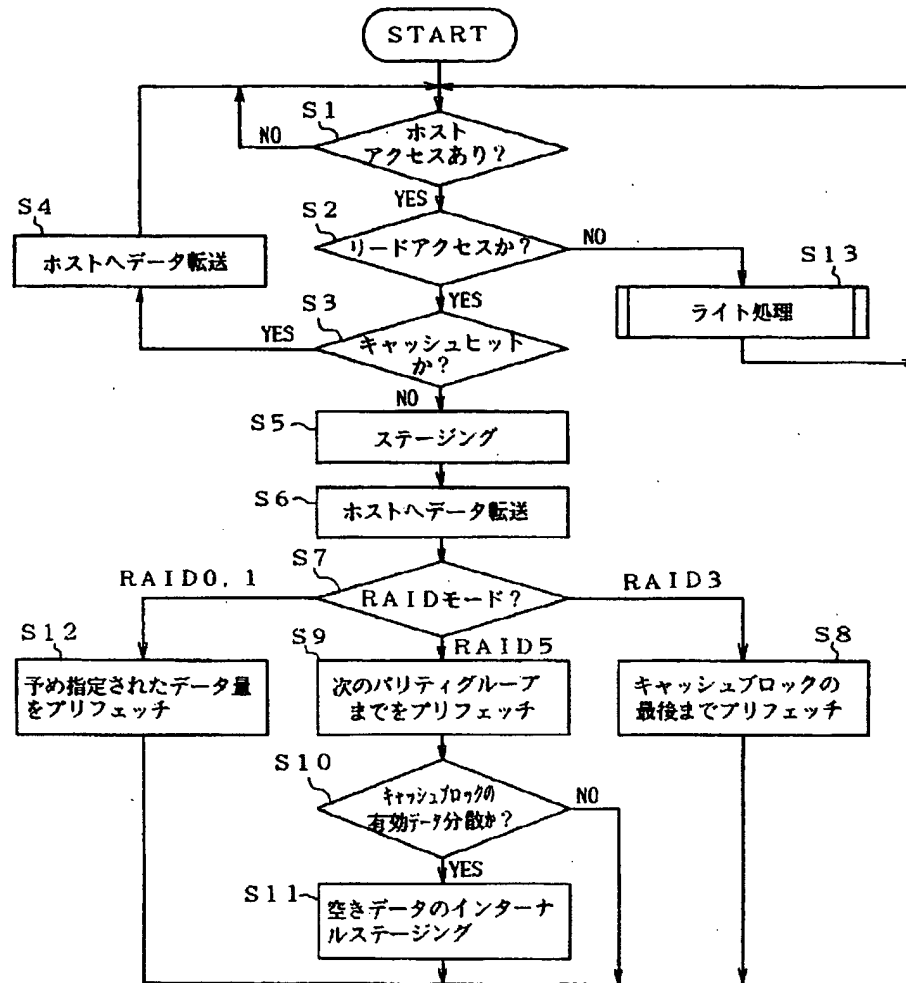 START
S1
ホスト
アクセスあり?
NO
YES
S2
リードアクセスか?
NO
YES
S3
キャッシュヒット
か?
YES
NO
S4
ホストへデータ転送
S13
ライト処理
S5
ステージング
S6
ホストへデータ転送
S7
RAIDモード?
RAID0,1
RAID5
RAID3
S12
予め指定されたデータ量
をプリフェッチ
S9
次のパリティグループ
までをプリフェッチ
S8
キャッシュブロックの
最後までプリフェッチ
S10
キャッシュブロックの
有効データ分散か?
NO
YES
S11
空きデータのインターナ
ルステージング